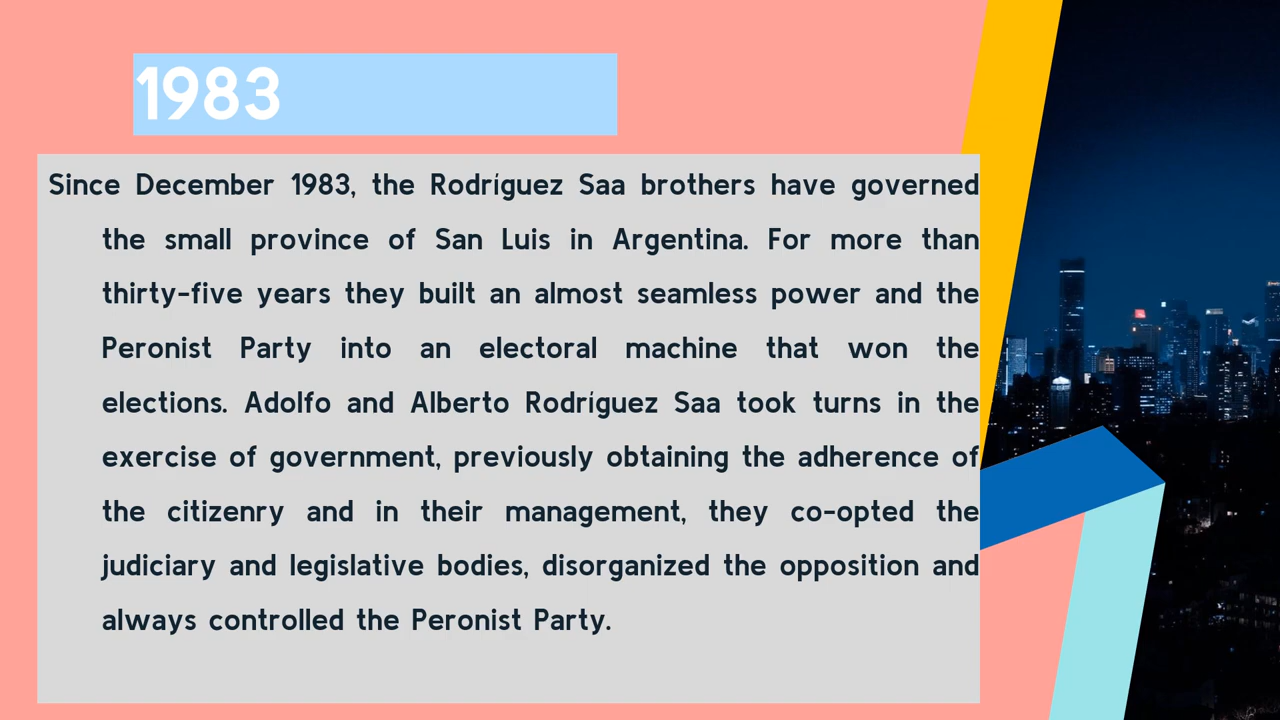 1983
Since December 1983, the Rodríguez Saa brothers have governed
the small province of San Luis in Argentina. For more than
thirty-five years they built an almost seamless power and the
Peronist Party into an electoral machine that won the
elections. Adolfo and Alberto Rodríguez Saa took turns in the
exercise of government, previously obtaining the adherence of
the citizenry and in their management, they co-opted the
judiciary and legislative bodies, disorganized the opposition and
always controlled the Peronist Party.